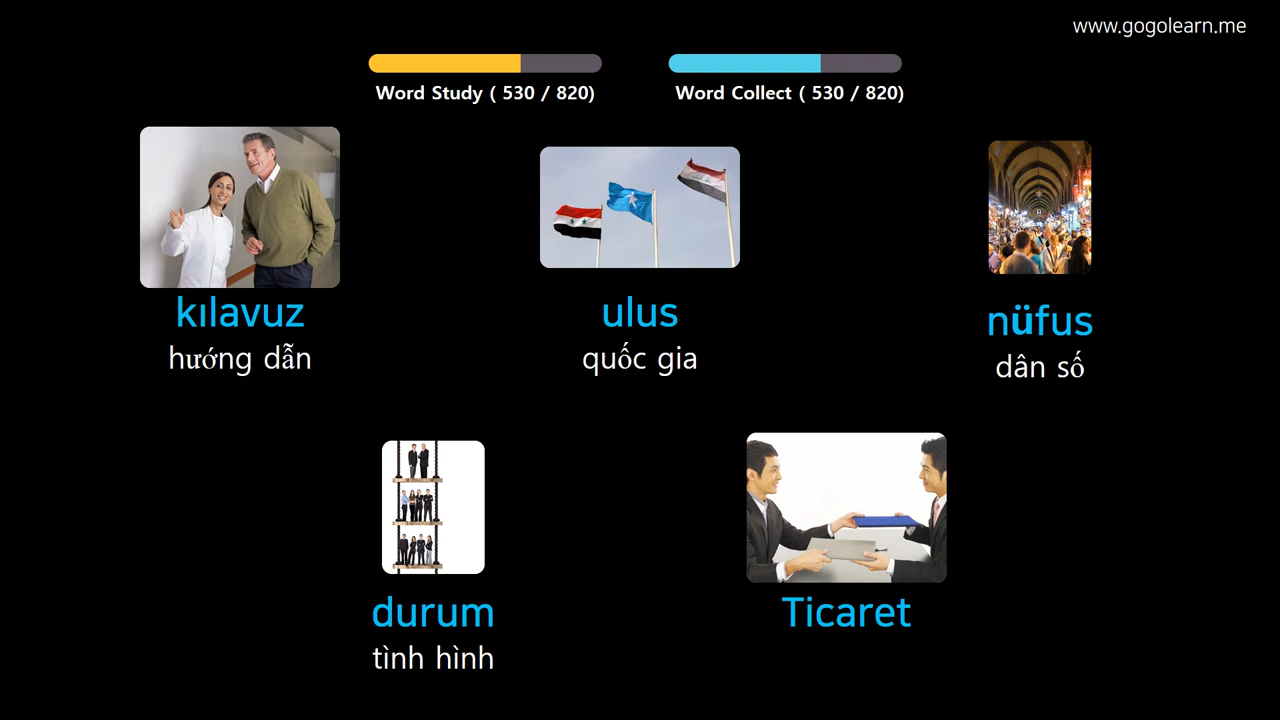 www.gogolearn.me
Word Study ( 530 / 820)
Word Collect ( 530 / 820)
kılavuz
hướng dẫn
ulus
quốc gia
nüfus
dân số
durum
tình hình
Ticaret